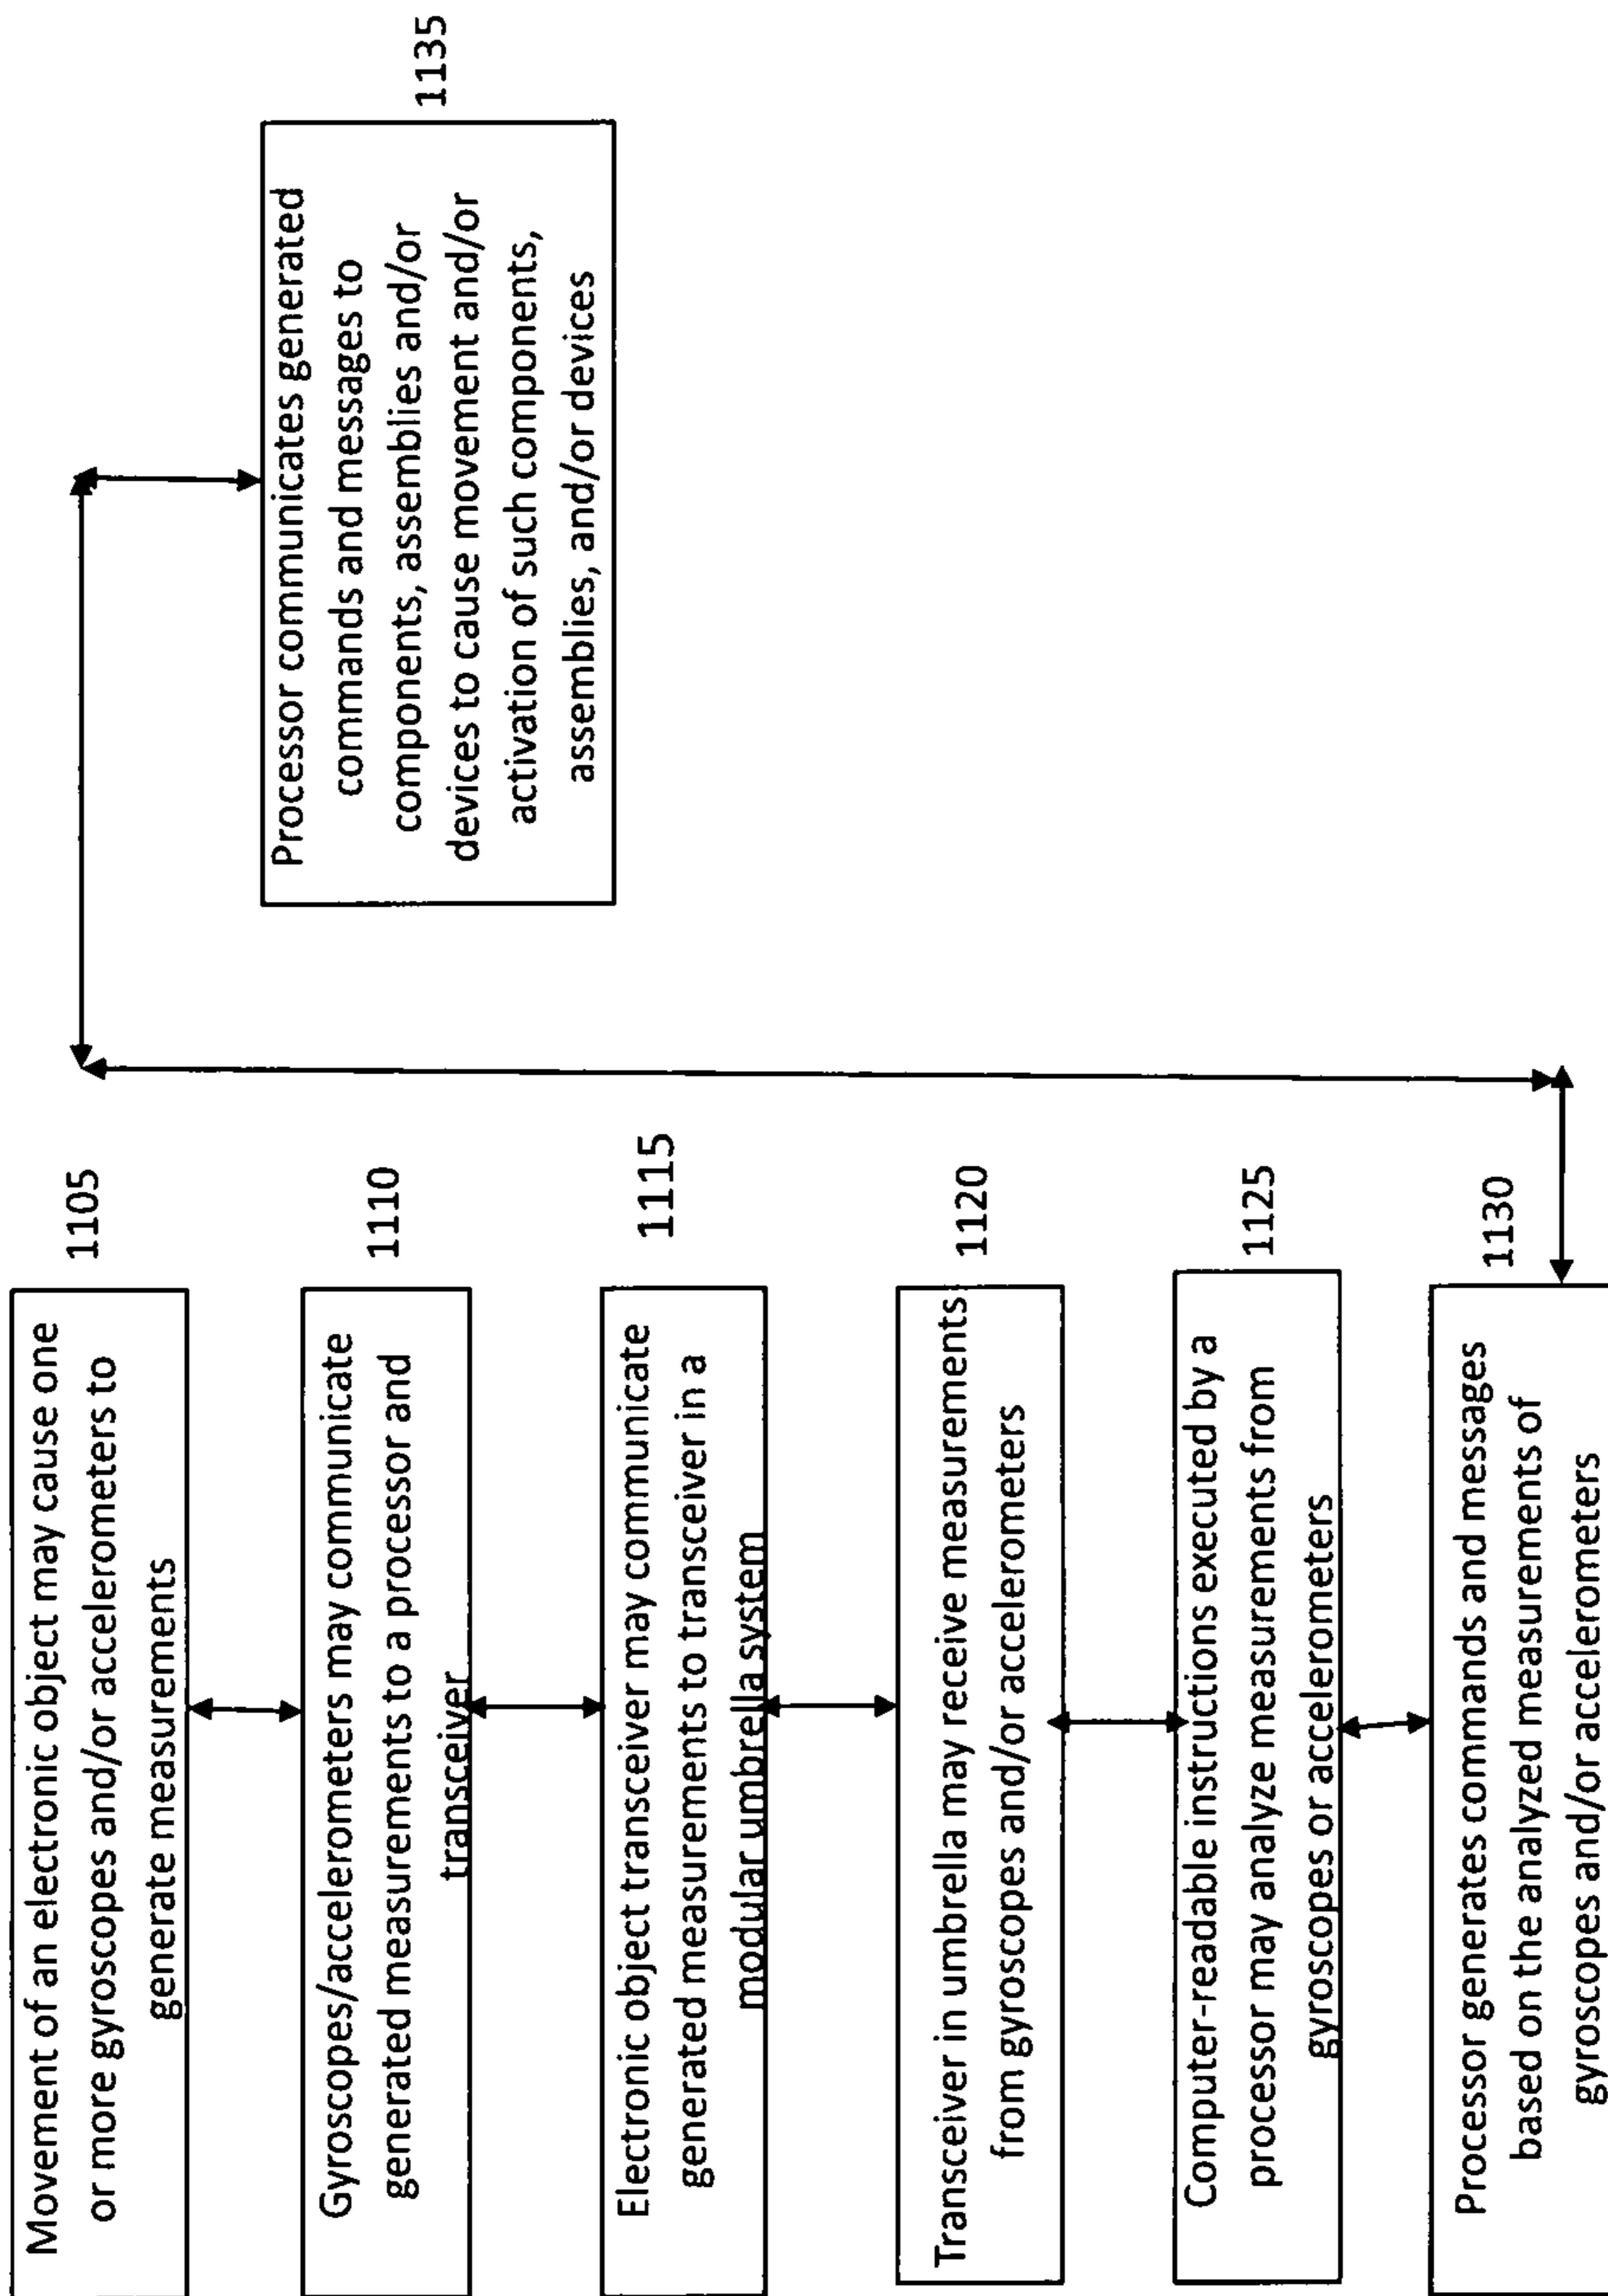 Movement of an electronic object may cause one
or more gyroscopes and/or accelerometers to
generate measurements
1105
Gyroscopes/accelerometers may communicate
generated measurements to a processor and
transceiver
1110
Electronic object transceiver may communicate
generated measurements to transceiver in a
modular umbrella system
1115
Transceiver in umbrella may receive measurements
from gyroscopes and/or accelerometers
1120
Computer-readable instructions executed by a
processor may analyze measurements from
gyroscopes or accelerometers
1125
Processor generates commands and messages
based on the analyzed measurements of
gyroscopes and/or accelerometers
1130
Processor communicates generated
commands and messages to
components, assemblies and/or
devices to cause movement and/or
activation of such components,
assemblies, and/or devices
1135